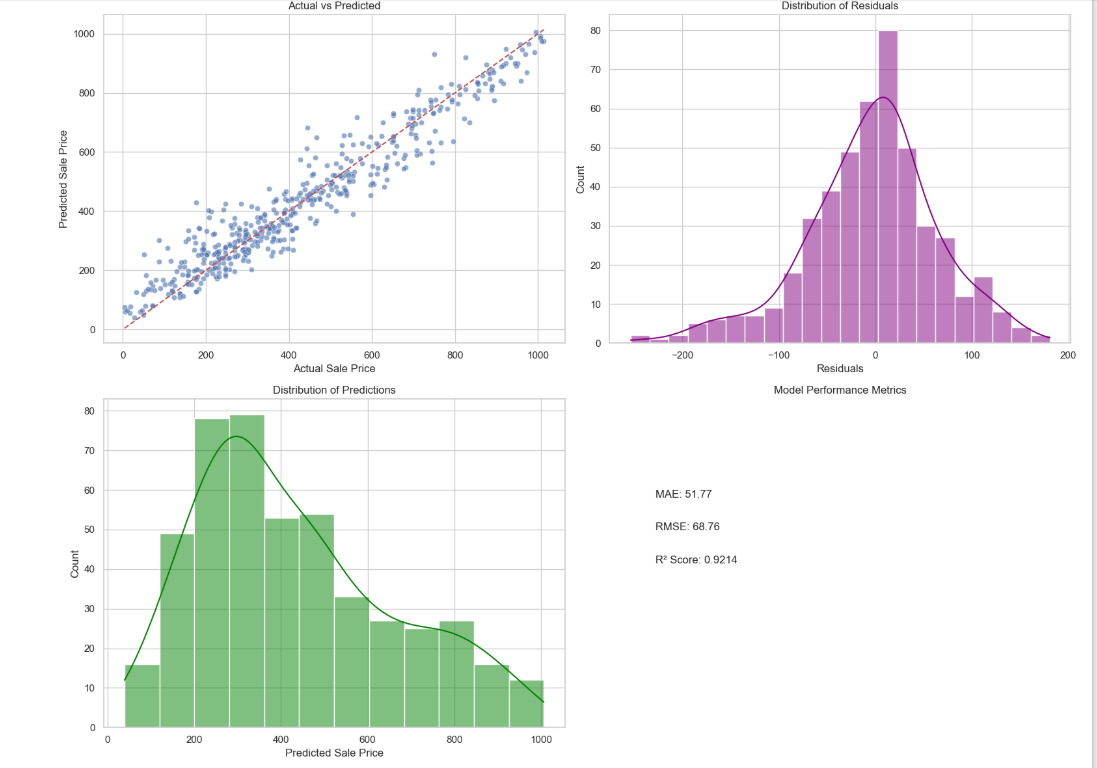 Actual vs Predicted
1000
800
600
400
200
0
Predicted Sale Price
0 200 400 600 800 1000
Actual Sale Price
Distribution of Residuals
80
70
60
50
40
30
20
10
0
Count
−200 −100 0 100 200
Residuals
Distribution of Predictions
80
70
60
50
40
30
20
10
0
Count
0 200 400 600 800 1000
Predicted Sale Price
Model Performance Metrics
MAE: 51.77
RMSE: 68.76
R² Score: 0.9214